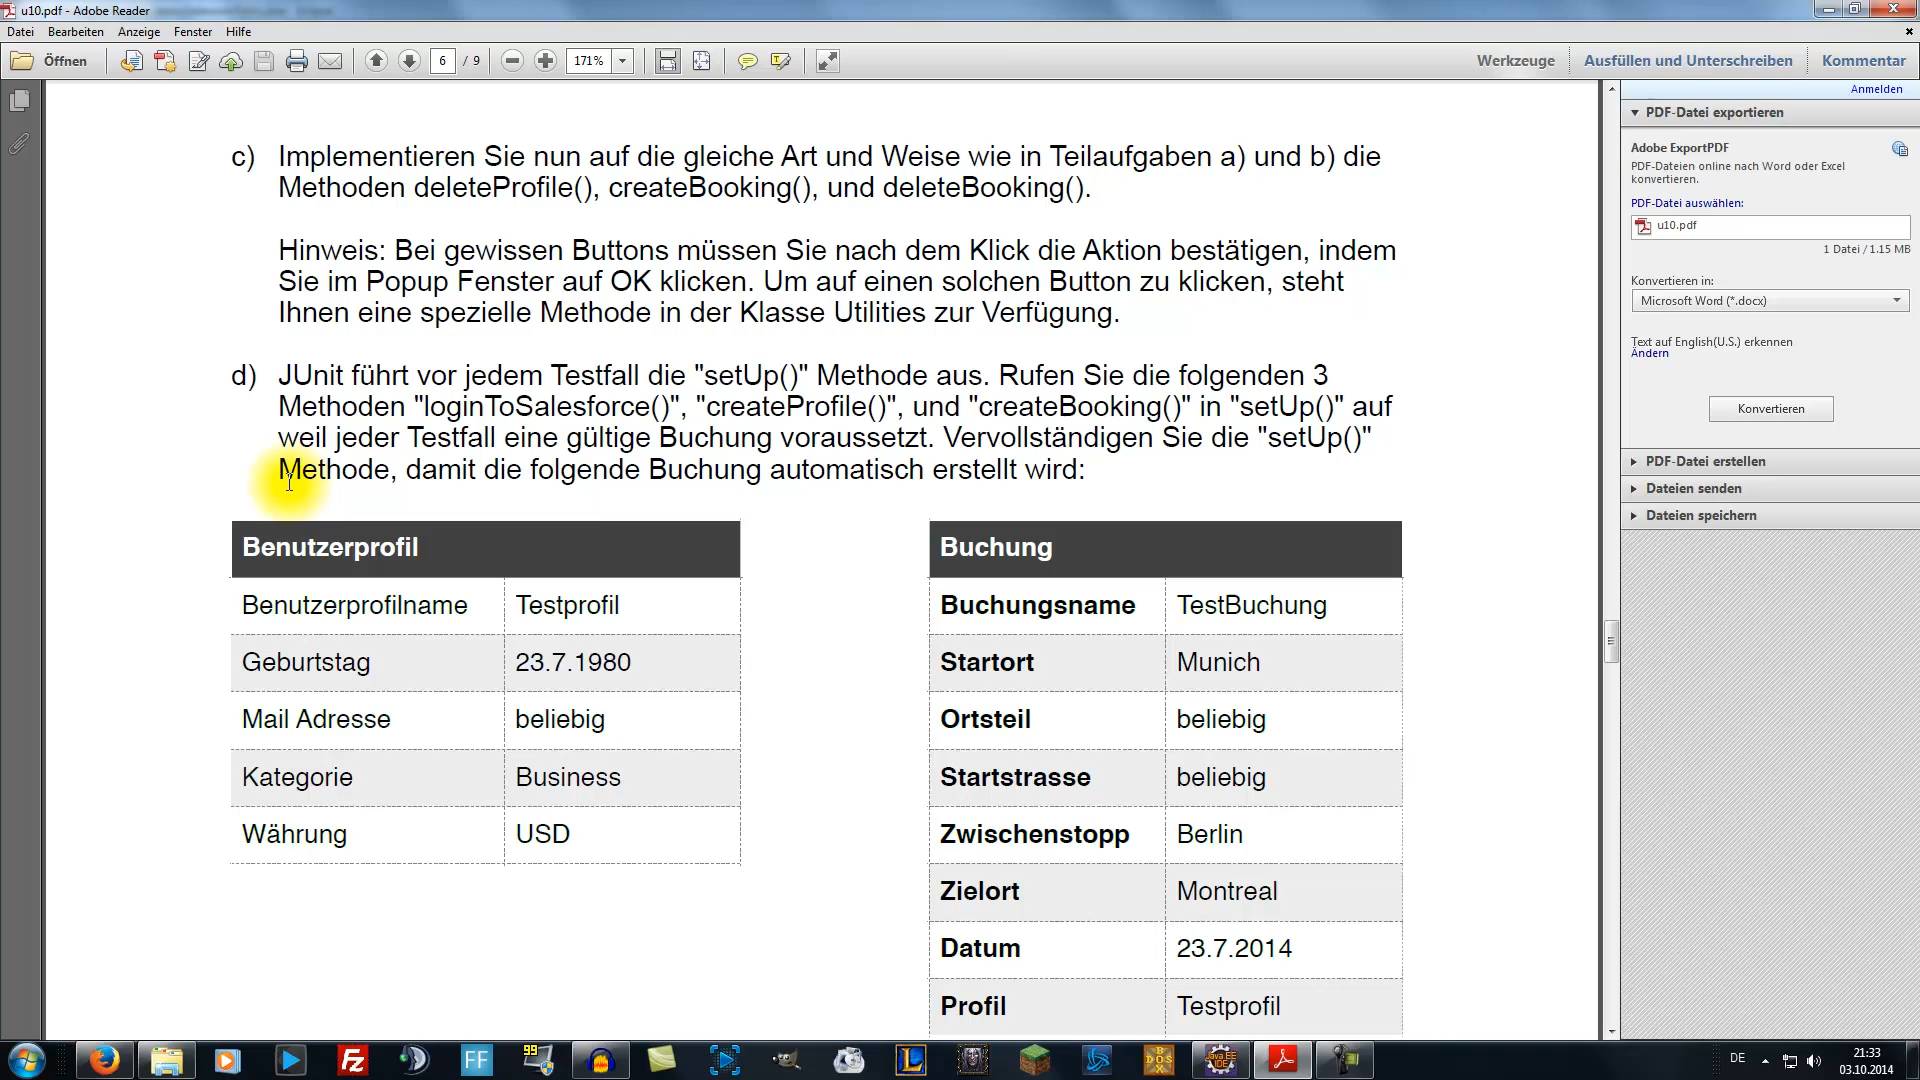 u10.pdf - Adobe Reader
Datei Bearbeiten Anzeige Fenster Hilfe
Öffnen
6 / 9
171%
Werkzeuge
Ausfüllen und Unterschreiben
Kommentar
c) Implementieren Sie nun auf die gleiche Art und Weise wie in Teilaufgaben a) und b) die
Methoden deleteProfile(), createBooking(), und deleteBooking().
Hinweis: Bei gewissen Buttons müssen Sie nach dem Klick die Aktion bestätigen, indem
Sie im Popup Fenster auf OK klicken. Um auf einen solchen Button zu klicken, steht
Ihnen eine spezielle Methode in der Klasse Utilities zur Verfügung.
d) JUnit führt vor jedem Testfall die "setUp()" Methode aus. Rufen Sie die folgenden 3
Methoden "loginToSalesforce()", "createProfile()", und "createBooking()" in "setUp()" auf
weil jeder Testfall eine gültige Buchung voraussetzt. Vervollständigen Sie die "setUp()"
Methode, damit die folgende Buchung automatisch erstellt wird:
Benutzerprofil
Benutzerprofilname Testprofil
Geburtstag 23.7.1980
Mail Adresse beliebig
Kategorie Business
Währung USD
Buchung
Buchungsname TestBuchung
Startort Munich
Ortsteil beliebig
Startstrasse beliebig
Zwischenstopp Berlin
Zielort Montreal
Datum 23.7.2014
Profil Testprofil
Anmelden
PDF-Datei exportieren
Adobe ExportPDF
PDF-Dateien online nach Word oder Excel
konvertieren.
PDF-Datei auswählen:
u10.pdf
1 Datei / 1.15 MB
Konvertieren in:
Microsoft Word (*.docx)
Text auf English(U.S.) erkennen
Ändern
Konvertieren
PDF-Datei erstellen
Dateien senden
Dateien speichern
FF
99
Java EE
IDE
DE
21:33
03.10.2014